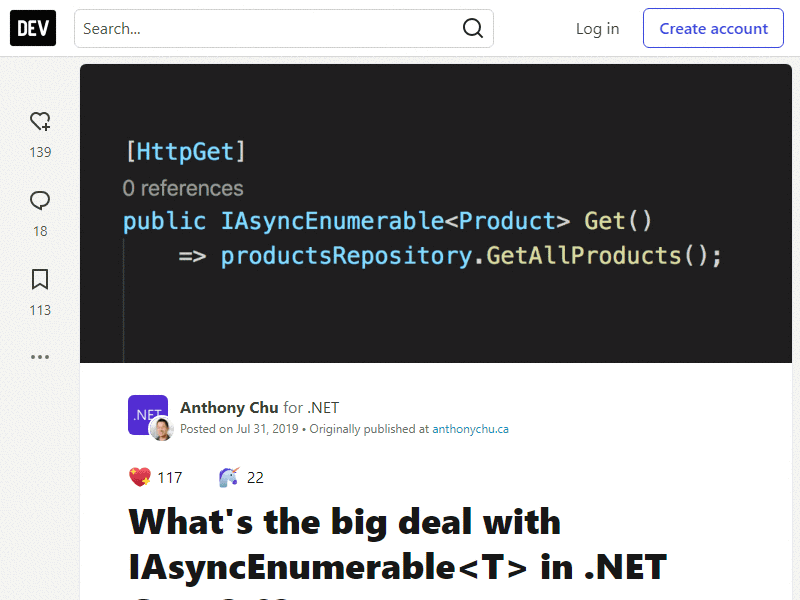 DEV
Search...
Log in
Create account
139
18
113
[HttpGet]
0 references
public IAsyncEnumerable<Product> Get()
=> productsRepository.GetAllProducts();
.NET
Anthony Chu for .NET
Posted on Jul 31, 2019 • Originally published at anthonychu.ca
117
22
What's the big deal with
IAsyncEnumerable<T> in .NET